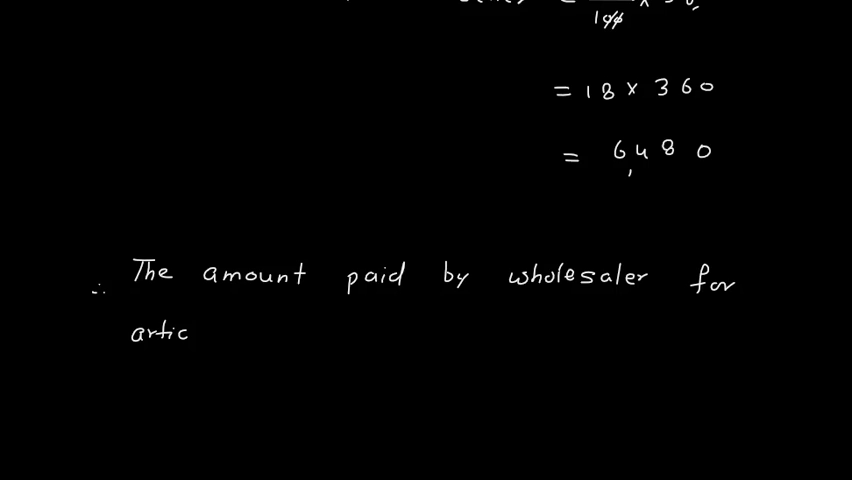 = 18 × 360
= 6,480
∴ The amount paid by wholesaler for
artic